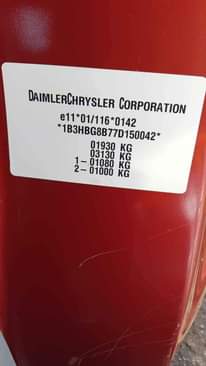 DAIMLERCHRYSLER CORPORATION
e11*01/116*0142
*1B3HBG8B77D150042*
01930 KG
03130 KG
1 – 01080 KG
2 – 01000 KG